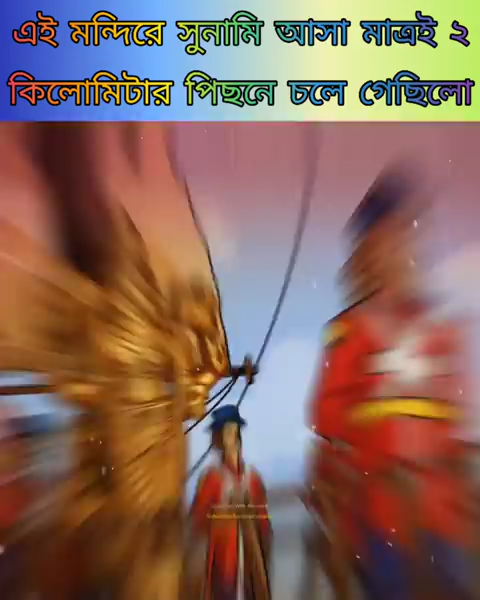 এই মন্দিরে সুনামি আসা মাত্রই ২
কিলোমিটার পিছনে চলে গেছিলো